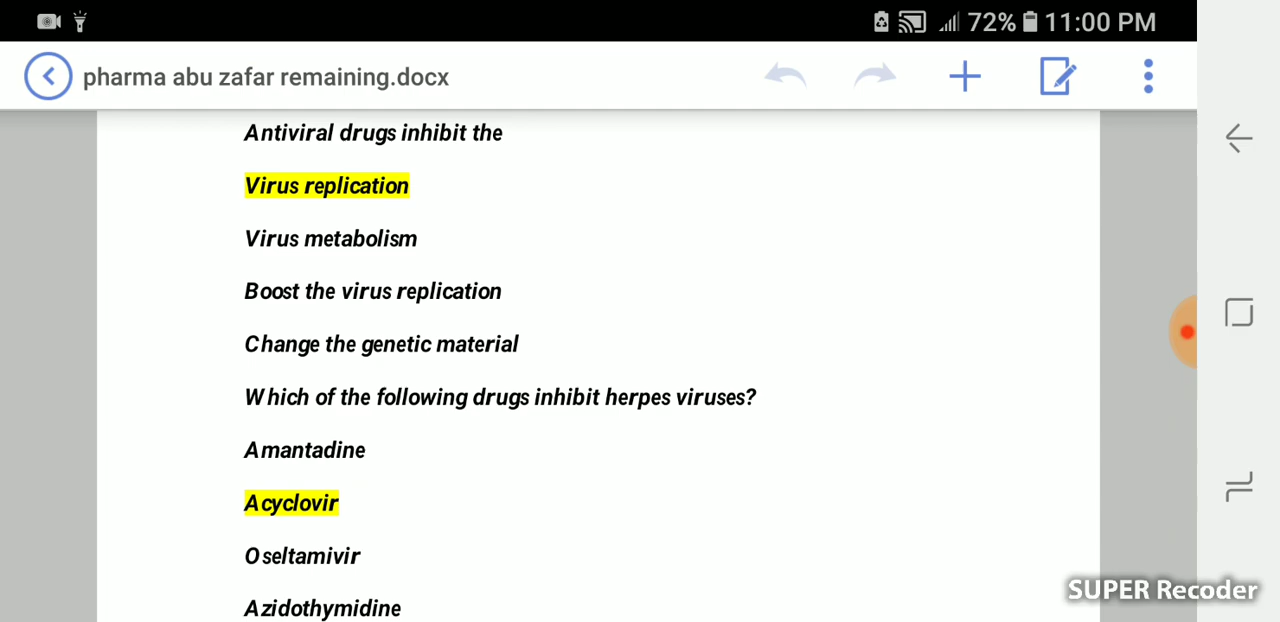 72% 11:00 PM
pharma abu zafar remaining.docx
Antiviral drugs inhibit the
Virus replication
Virus metabolism
Boost the virus replication
Change the genetic material
Which of the following drugs inhibit herpes viruses?
Amantadine
Acyclovir
Oseltamivir
Azidothymidine
SUPER Recoder